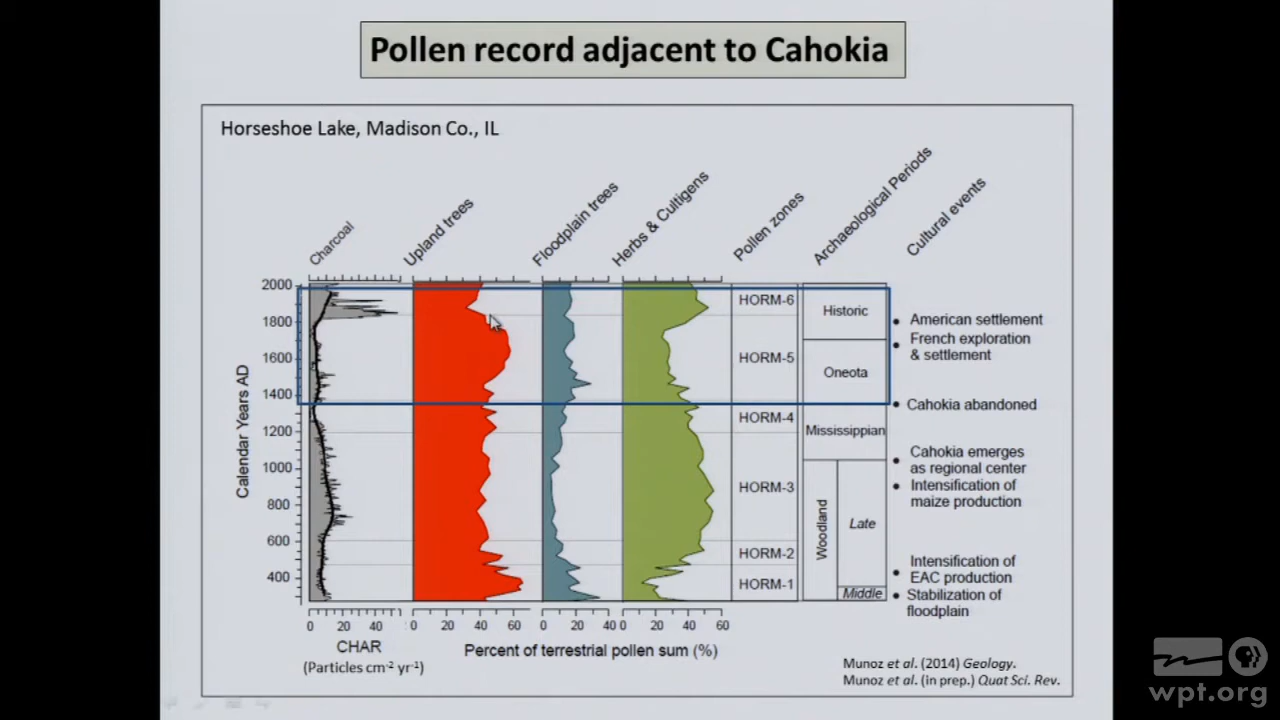 Pollen record adjacent to Cahokia
Horseshoe Lake, Madison Co., IL
Charcoal
Upland trees
Floodplain trees
Herbs & Cultigens
Pollen zones
Archaeological Periods
Cultural events
Calendar Years AD
2000
1800
1600
1400
1200
1000
800
600
400
HORM-6
HORM-5
HORM-4
HORM-3
HORM-2
HORM-1
Historic
Oneota
Mississippian
Woodland
Late
Middle
• American settlement
• French exploration
& settlement
• Cahokia abandoned
• Cahokia emerges
as regional center
• Intensification of
maize production
• Intensification of
EAC production
• Stabilization of
floodplain
0 20 40 0 20 40 60 0 20 40 0 20 40 60
CHAR
(Particles cm-2 yr-1)
Percent of terrestrial pollen sum (%)
Munoz et al. (2014) Geology.
Munoz et al. (in prep.) Quat Sci. Rev.
PBS
wpt.org